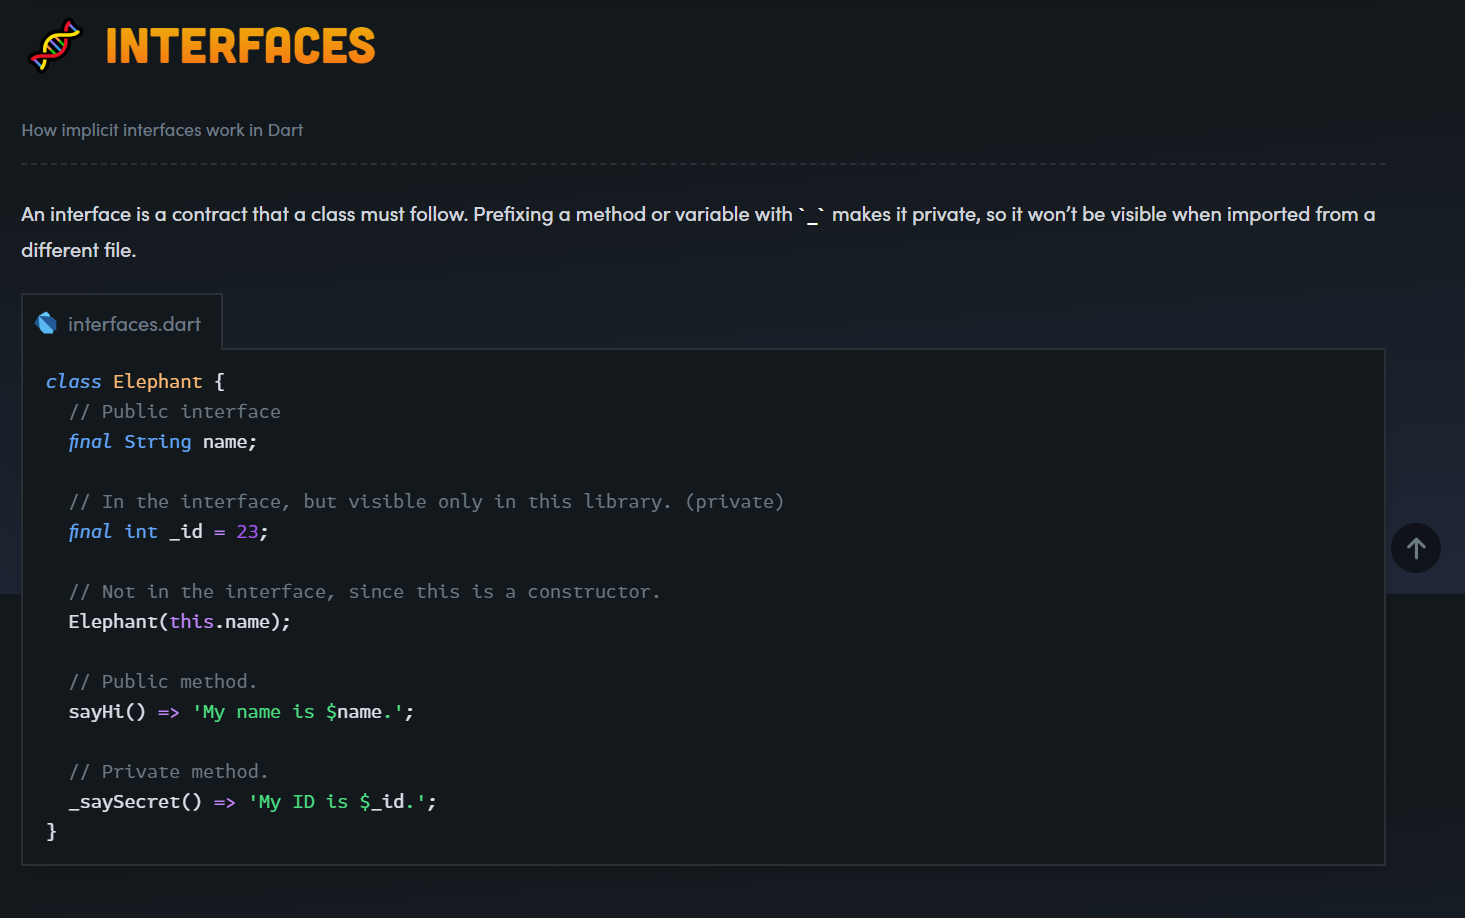 INTERFACES
How implicit interfaces work in Dart
An interface is a contract that a class must follow. Prefixing a method or variable with `_` makes it private, so it won’t be visible when imported from a
different file.
interfaces.dart
class Elephant {
  // Public interface
  final String name;

  // In the interface, but visible only in this library. (private)
  final int _id = 23;

  // Not in the interface, since this is a constructor.
  Elephant(this.name);

  // Public method.
  sayHi() => 'My name is $name.';

  // Private method.
  _saySecret() => 'My ID is $_id.';
}